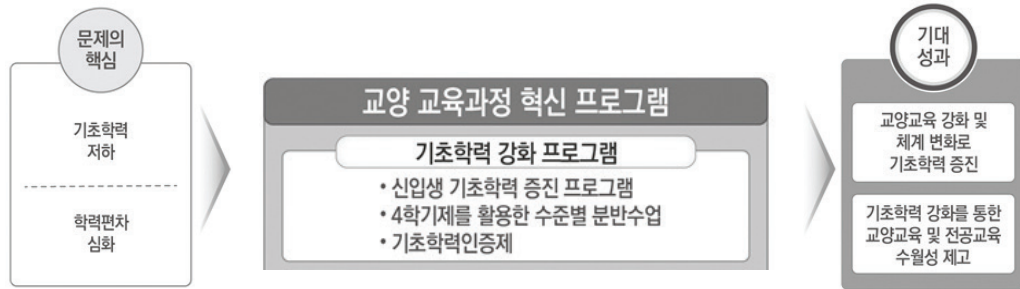 문제의
핵심
기초학력
저하
학력편차
심화
교양 교육과정 혁신 프로그램
기초학력 강화 프로그램
• 신입생 기초학력 증진 프로그램
• 4학기제를 활용한 수준별 분반수업
• 기초학력인증제
기대
성과
교양교육 강화 및
체계 변화로
기초학력 증진
기초학력 강화를 통한
교양교육 및 전공교육
수월성 제고